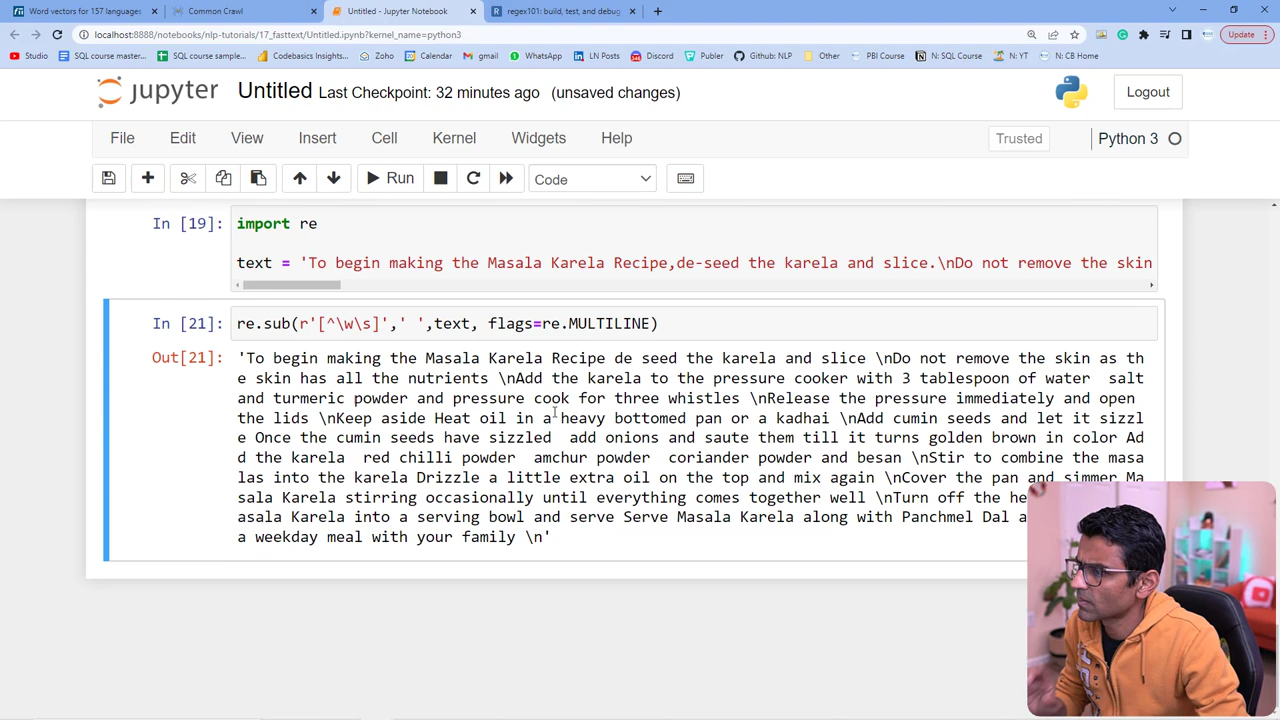 Word vectors for 157 languages
Common Crawl
Untitled - Jupyter Notebook
regex101: build, test, and debug
localhost:8888/notebooks/nlp-tutorials/17_fasttext/Untitled.ipynb?kernel_name=python3
Update
Studio
SQL course master...
SQL course sample...
Codebasics Insights...
Zoho
Calendar
gmail
WhatsApp
LN Posts
Discord
Publer
Github: NLP
Other
PBI Course
N: SQL Course
N: YT
N: CB Home
jupyter Untitled Last Checkpoint: 32 minutes ago (unsaved changes)
Logout
File Edit View Insert Cell Kernel Widgets Help
Trusted
Python 3
Run
Code
In [19]: import re
text = 'To begin making the Masala Karela Recipe,de-seed the karela and slice.\nDo not remove the skin
In [21]: re.sub(r'[^\w\s]',' ',text, flags=re.MULTILINE)
Out[21]: 'To begin making the Masala Karela Recipe de seed the karela and slice \nDo not remove the skin as th
e skin has all the nutrients \nAdd the karela to the pressure cooker with 3 tablespoon of water  salt
and turmeric powder and pressure cook for three whistles \nRelease the pressure immediately and open
the lids \nKeep aside Heat oil in a heavy bottomed pan or a kadhai \nAdd cumin seeds and let it sizzl
e Once the cumin seeds have sizzled  add onions and saute them till it turns golden brown in color Ad
d the karela  red chilli powder  amchur powder  coriander powder and besan \nStir to combine the masa
las into the karela Drizzle a little extra oil on the top and mix again \nCover the pan and simmer Ma
sala Karela stirring occasionally until everything comes together well \nTurn off the he
asala Karela into a serving bowl and serve Serve Masala Karela along with Panchmel Dal a
a weekday meal with your family \n'